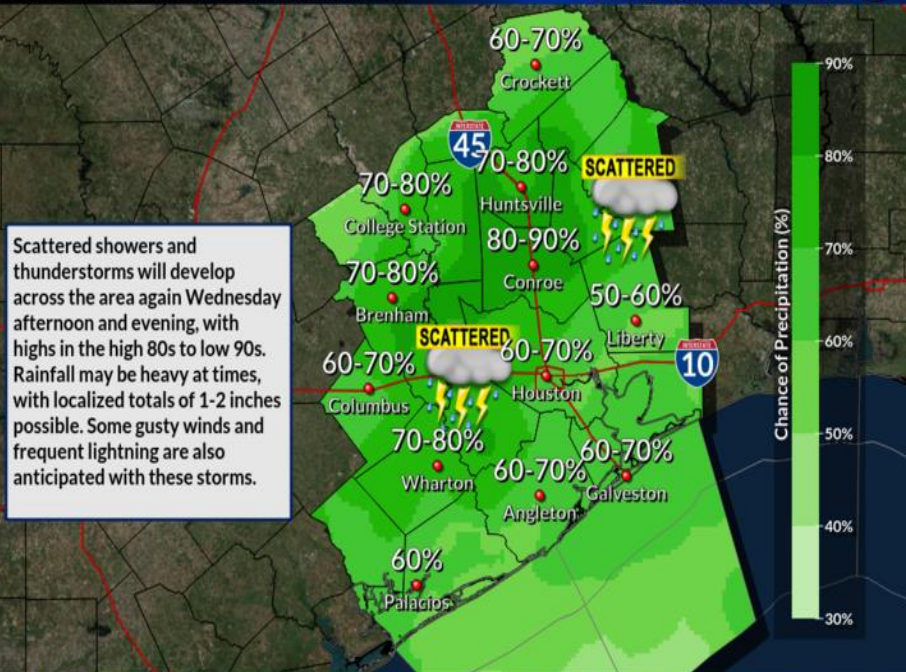 60-70%
Crockett
INTERSTATE
45
70-80%
Huntsville
SCATTERED
70-80%
College Station
80-90%
Conroe
70-80%
Brenham
50-60%
Liberty
SCATTERED
60-70%
Houston
INTERSTATE
10
60-70%
Columbus
70-80%
Wharton
60-70%
Angleton
60-70%
Galveston
60%
Palacios
Scattered showers and
thunderstorms will develop
across the area again Wednesday
afternoon and evening, with
highs in the high 80s to low 90s.
Rainfall may be heavy at times,
with localized totals of 1-2 inches
possible. Some gusty winds and
frequent lightning are also
anticipated with these storms.
Chance of Precipitation (%)
90%
80%
70%
60%
50%
40%
30%